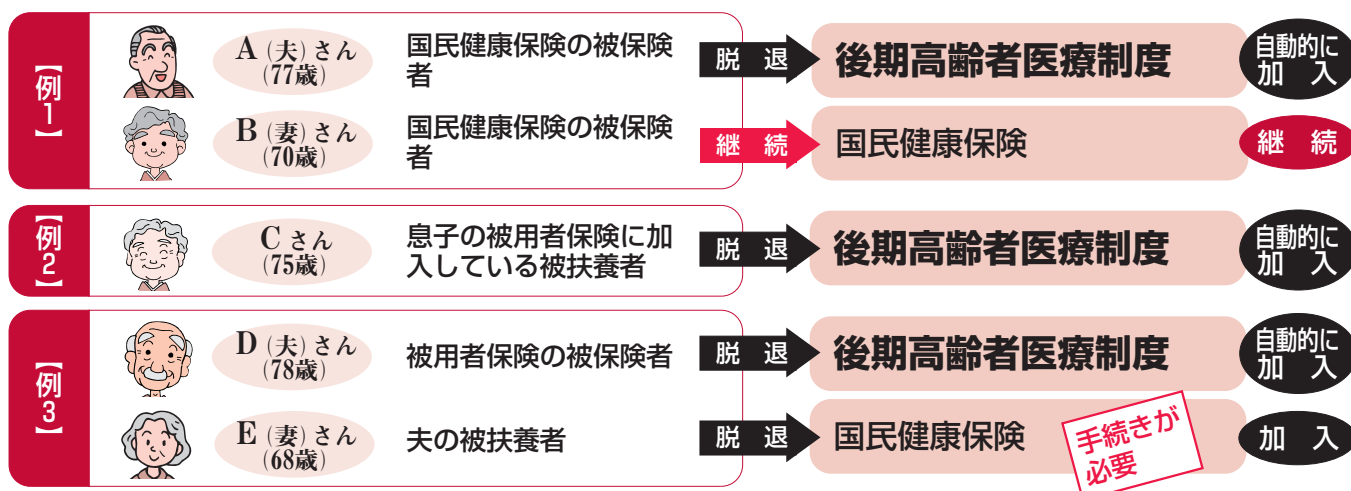 【例1】
A(夫)さん
(77歳)
国民健康保険の被保険
者
脱 退
後期高齢者医療制度
自動的に
加 入
B(妻)さん
(70歳)
国民健康保険の被保険
者
継 続
国民健康保険
継 続
【例2】
Cさん
(75歳)
息子の被用者保険に加
入している被扶養者
脱 退
後期高齢者医療制度
自動的に
加 入
【例3】
D(夫)さん
(78歳)
被用者保険の被保険者
脱 退
後期高齢者医療制度
自動的に
加 入
E(妻)さん
(68歳)
夫の被扶養者
脱 退
国民健康保険
手続きが
必要
加 入